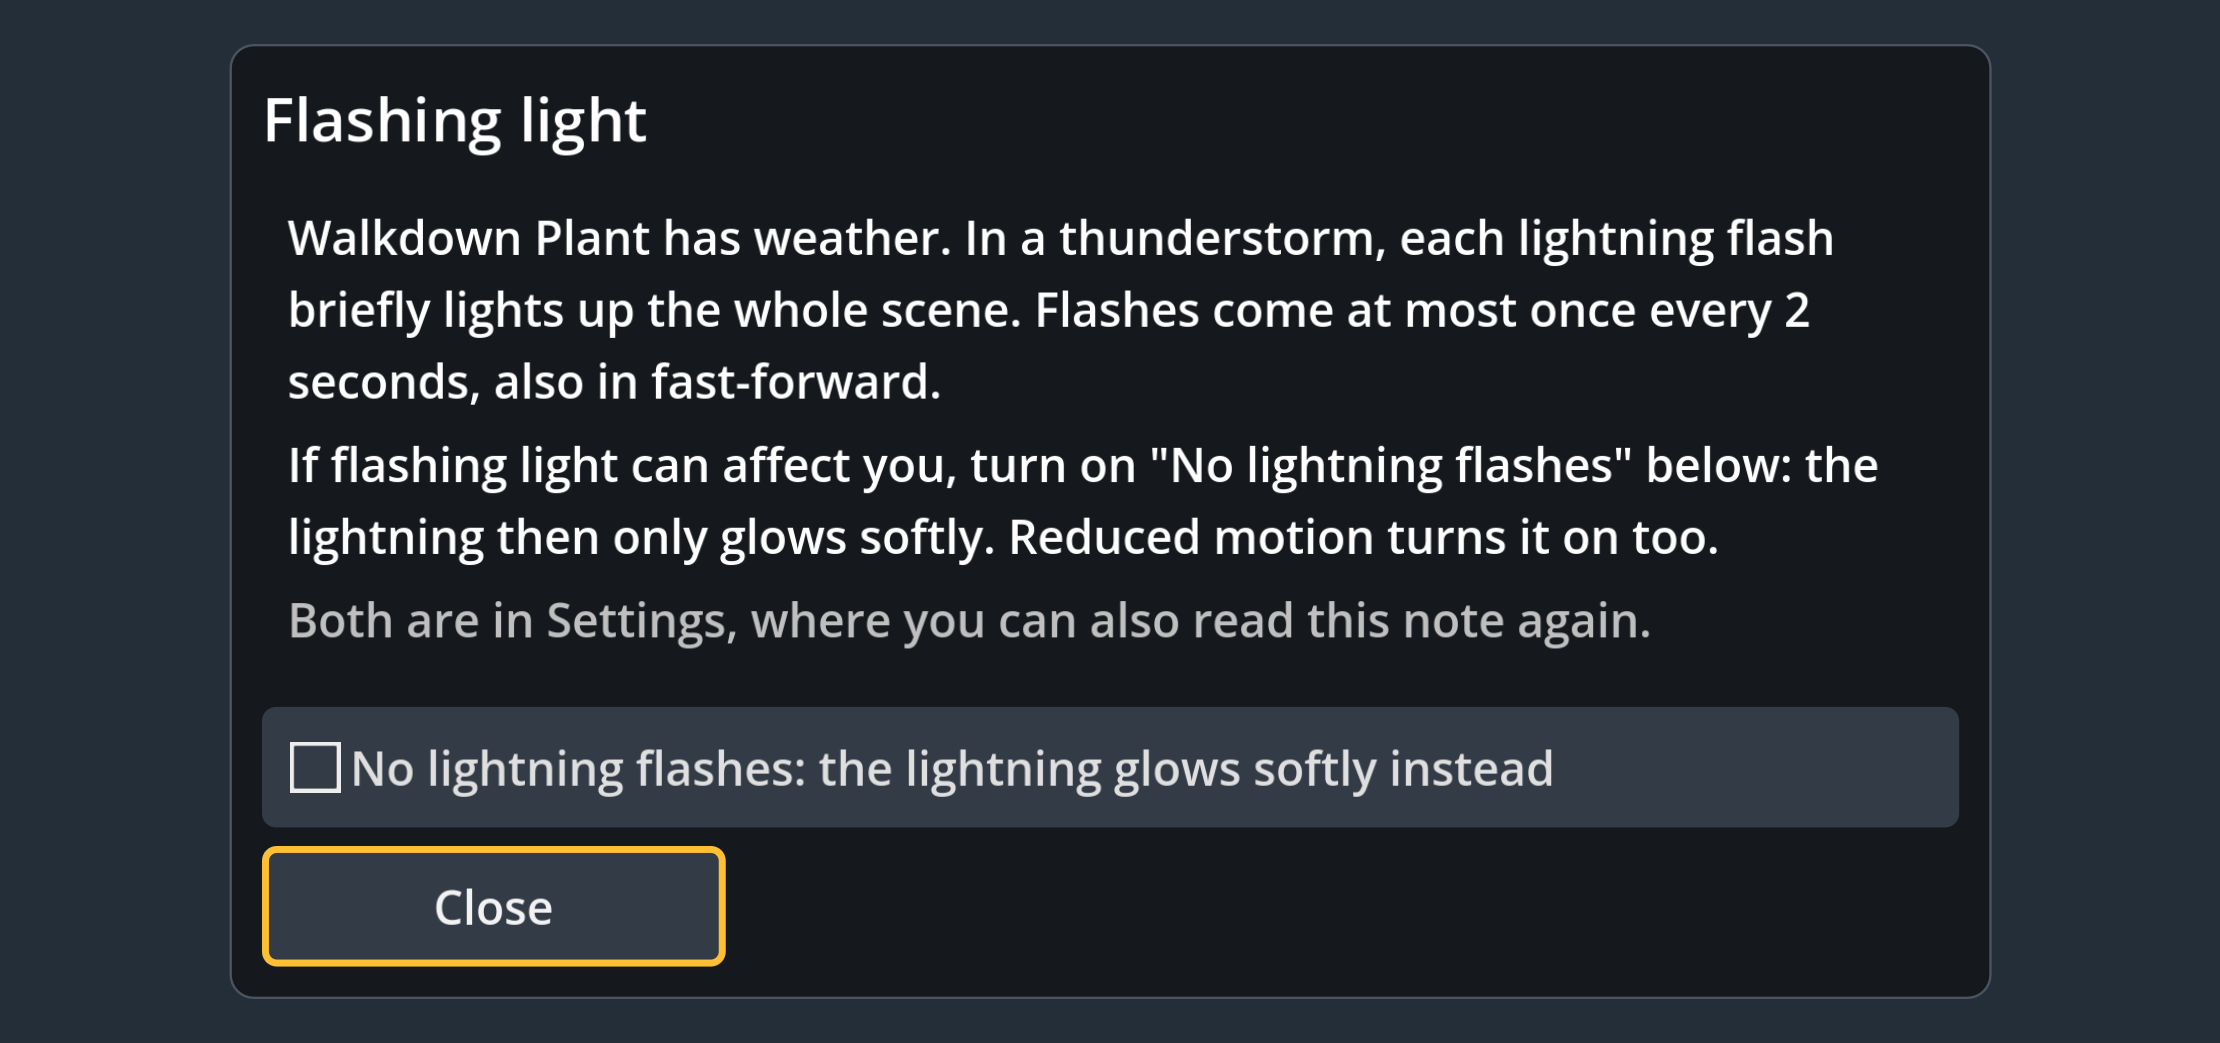 Flashing light
Walkdown Plant has weather. In a thunderstorm, each lightning flash
briefly lights up the whole scene. Flashes come at most once every 2
seconds, also in fast-forward.
If flashing light can affect you, turn on "No lightning flashes" below: the
lightning then only glows softly. Reduced motion turns it on too.
Both are in Settings, where you can also read this note again.
No lightning flashes: the lightning glows softly instead
Close